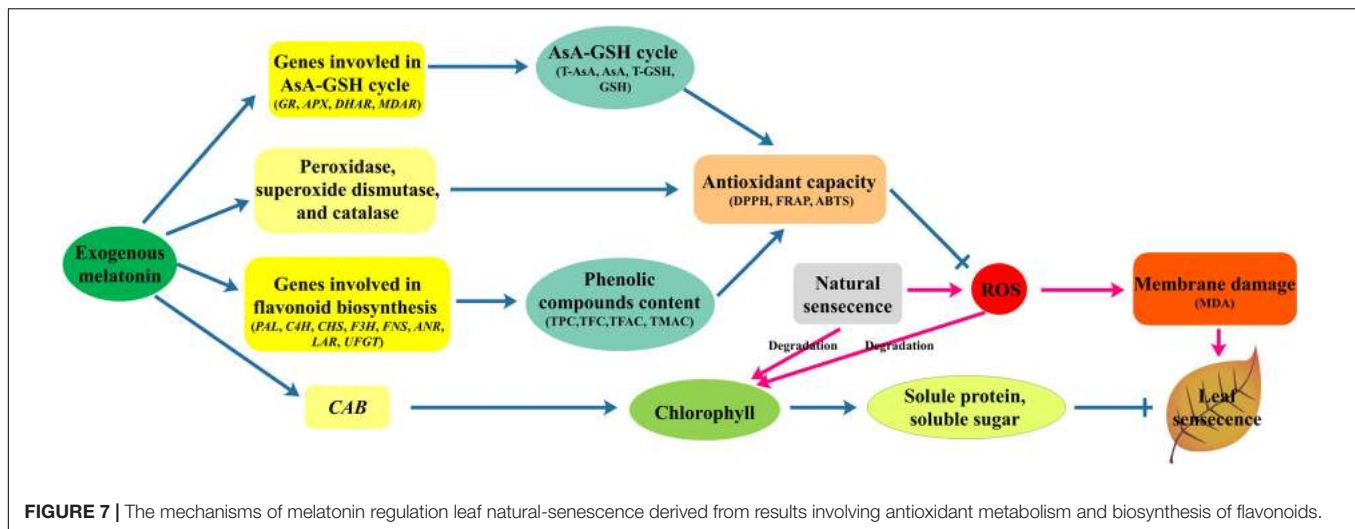 Genes invovled in
AsA-GSH cycle
(GR, APX, DHAR, MDAR)
AsA-GSH cycle
(T-AsA, AsA, T-GSH,
GSH)
Peroxidase,
superoxide dismutase,
and catalase
Antioxidant capacity
(DPPH, FRAP, ABTS)
Exogenous
melatonin
Genes involved in
flavonoid biosynthesis
(PAL, C4H, CHS, F3H, FNS, ANR,
LAR, UFGT)
Phenolic
compounds content
(TPC,TFC,TFAC, TMAC)
Natural
sensecence
ROS
Membrane damage
(MDA)
Degradation
Degradation
CAB
Chlorophyll
Solule protein,
soluble sugar
Leaf
sensecence
FIGURE 7 | The mechanisms of melatonin regulation leaf natural-senescence derived from results involving antioxidant metabolism and biosynthesis of flavonoids.